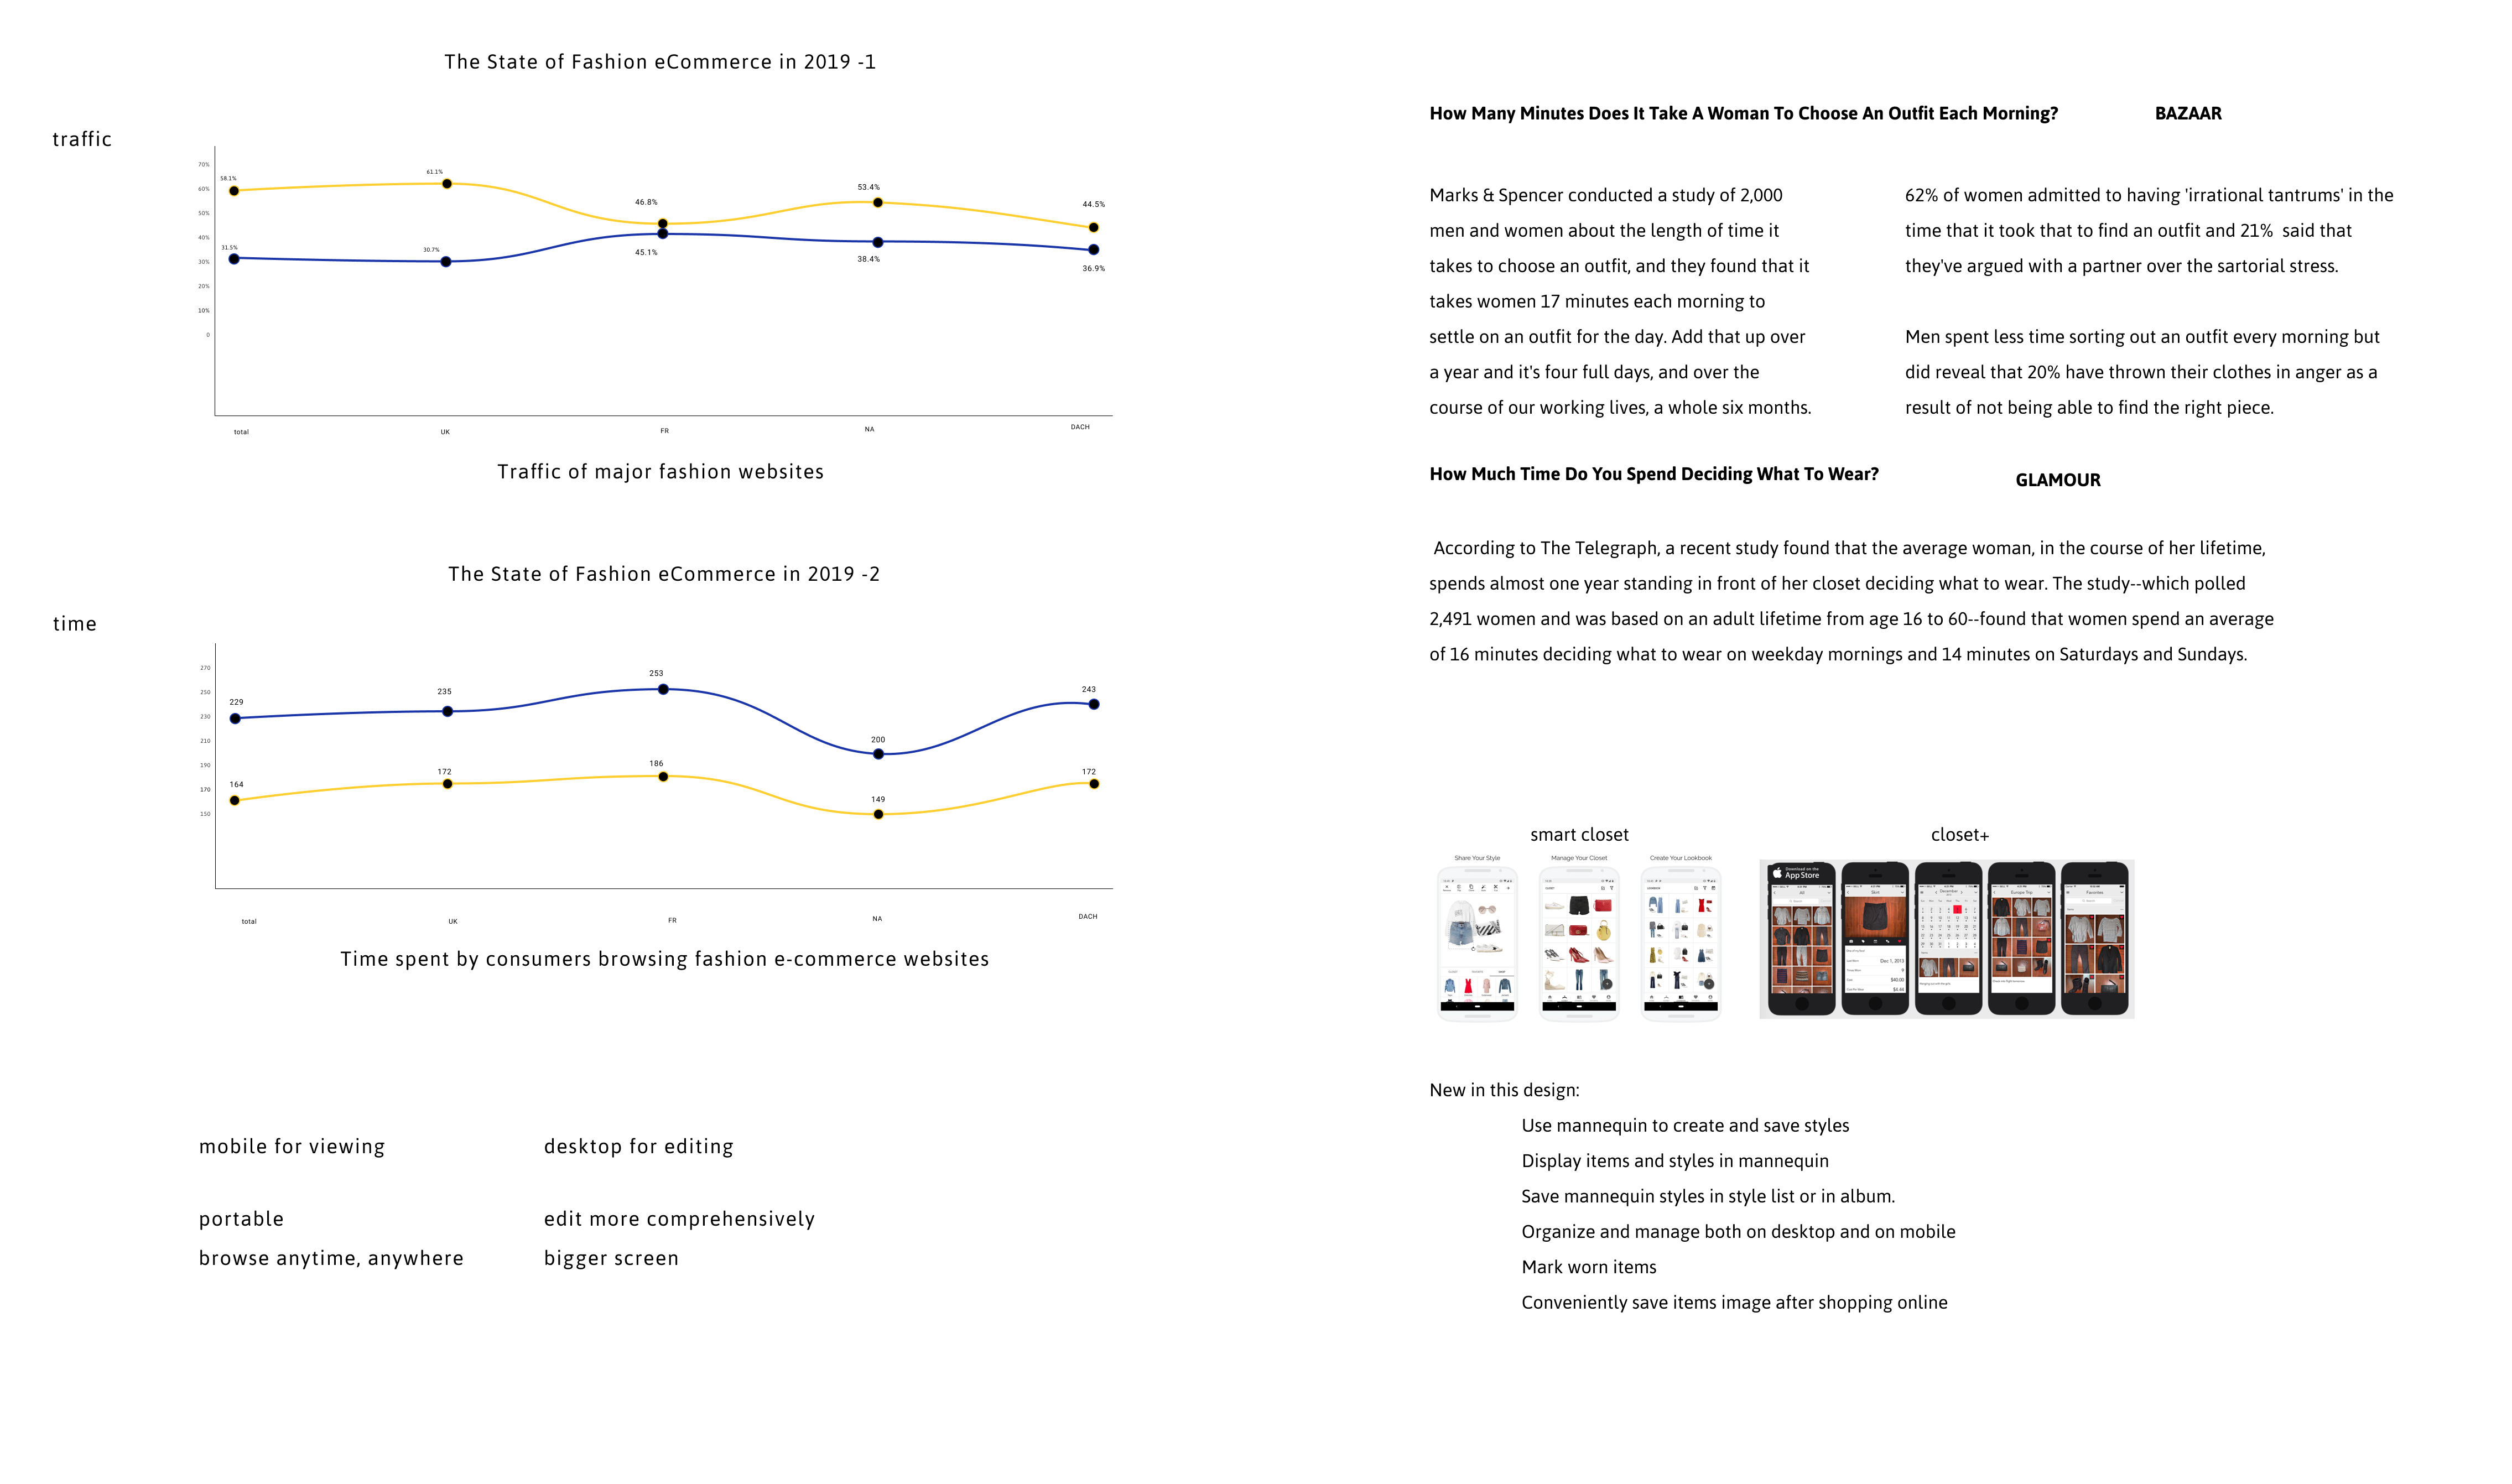 The State of Fashion eCommerce in 2019 -1
traffic
70%
60%
50%
40%
30%
20%
10%
0
58.1%
61.1%
46.8%
53.4%
44.5%
31.5%
30.7%
45.1%
38.4%
36.9%
total
UK
FR
NA
DACH
Traffic of major fashion websites
The State of Fashion eCommerce in 2019 -2
time
270
250
230
210
190
170
150
229
235
253
200
243
164
172
186
149
172
total
UK
FR
NA
DACH
Time spent by consumers browsing fashion e-commerce websites
mobile for viewing
portable
browse anytime, anywhere
desktop for editing
edit more comprehensively
bigger screen
How Many Minutes Does It Take A Woman To Choose An Outfit Each Morning?
BAZAAR
Marks & Spencer conducted a study of 2,000
men and women about the length of time it
takes to choose an outfit, and they found that it
takes women 17 minutes each morning to
settle on an outfit for the day. Add that up over
a year and it's four full days, and over the
course of our working lives, a whole six months.
62% of women admitted to having 'irrational tantrums' in the
time that it took that to find an outfit and 21%  said that
they've argued with a partner over the sartorial stress.
Men spent less time sorting out an outfit every morning but
did reveal that 20% have thrown their clothes in anger as a
result of not being able to find the right piece.
How Much Time Do You Spend Deciding What To Wear?
GLAMOUR
According to The Telegraph, a recent study found that the average woman, in the course of her lifetime,
spends almost one year standing in front of her closet deciding what to wear. The study--which polled
2,491 women and was based on an adult lifetime from age 16 to 60--found that women spend an average
of 16 minutes deciding what to wear on weekday mornings and 14 minutes on Saturdays and Sundays.
smart closet
Share Your Style
Manage Your Closet
Create Your Lookbook
closet+
Download on the
App Store
All
Skirt
Dec 1, 2013
$40.00
$4.44
December
Europe Trip
Favorites
New in this design:
Use mannequin to create and save styles
Display items and styles in mannequin
Save mannequin styles in style list or in album.
Organize and manage both on desktop and on mobile
Mark worn items
Conveniently save items image after shopping online